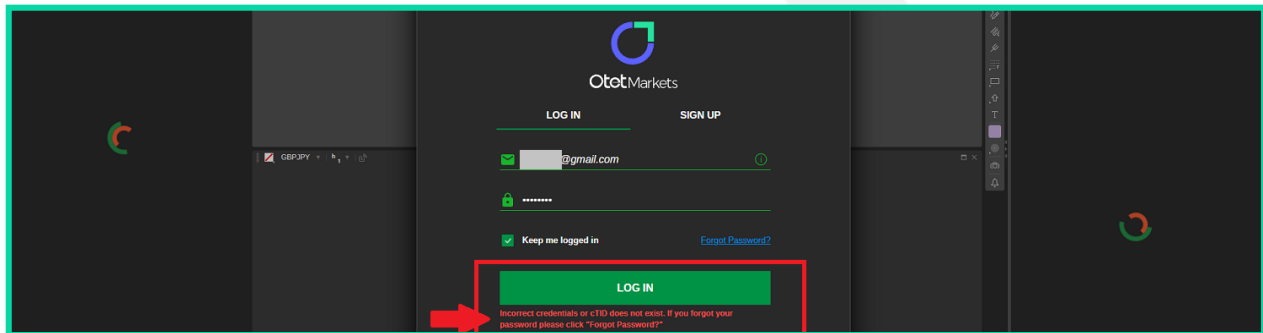 OtetMarkets
LOG IN
SIGN UP
@gmail.com
GBPJPY
h1
T
••••••••
Keep me logged in
Forgot Password?
LOG IN
Incorrect credentials or cTID does not exist. If you forgot your
password please click "Forgot Password?"